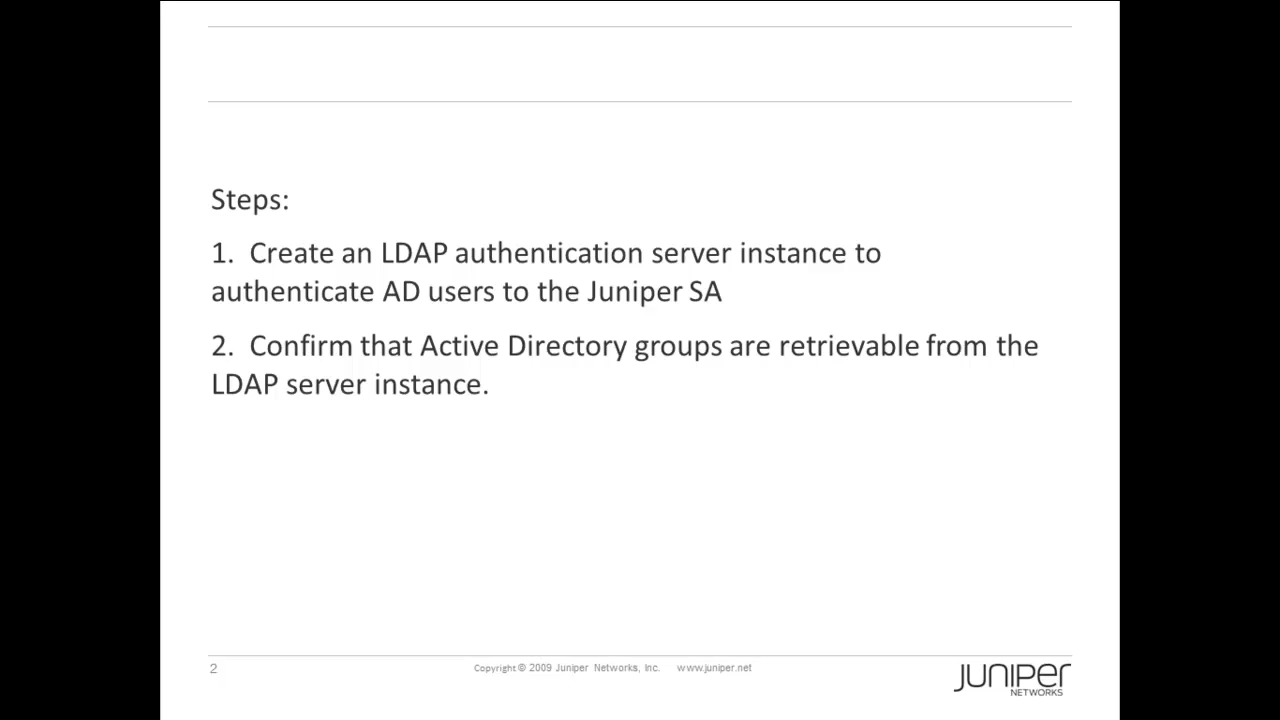 Steps:
1. Create an LDAP authentication server instance to
authenticate AD users to the Juniper SA
2. Confirm that Active Directory groups are retrievable from the
LDAP server instance.
2 Copyright © 2009 Juniper Networks, Inc. www.juniper.net
JUNIPER
NETWORKS